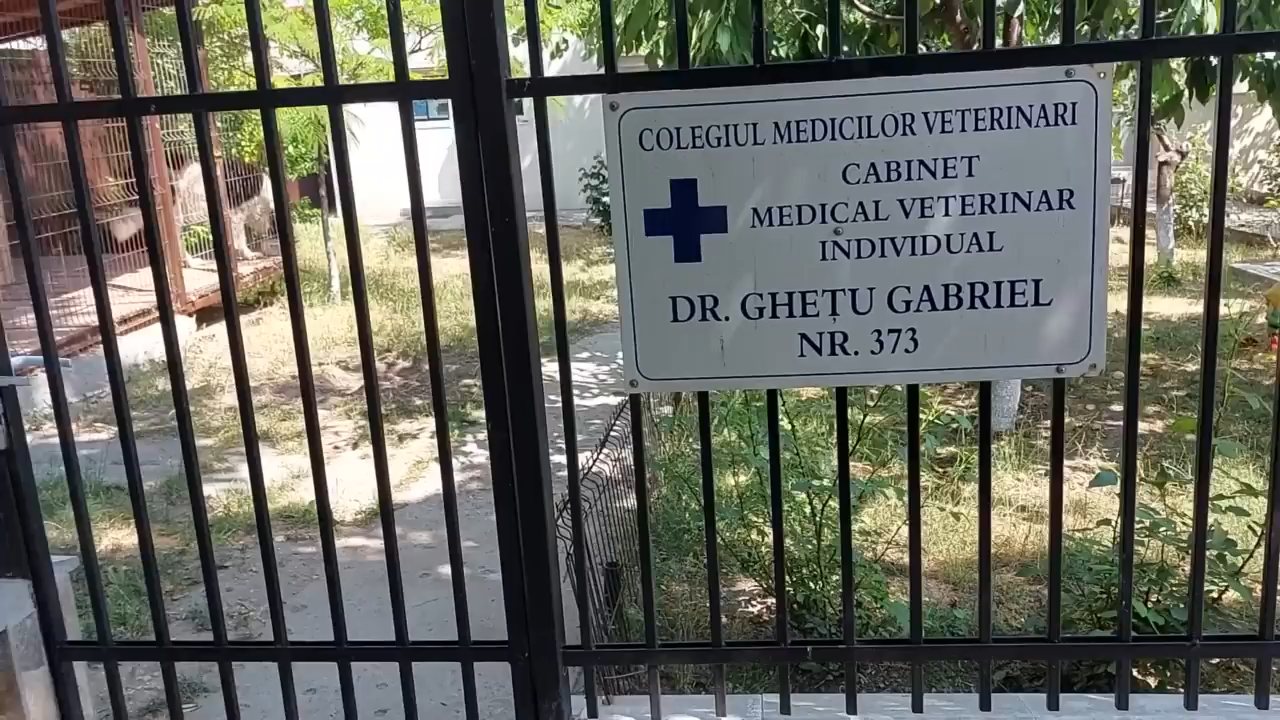 COLEGIUL MEDICILOR VETERINARI
CABINET
MEDICAL VETERINAR
INDIVIDUAL
DR. GHEȚU GABRIEL
NR. 373